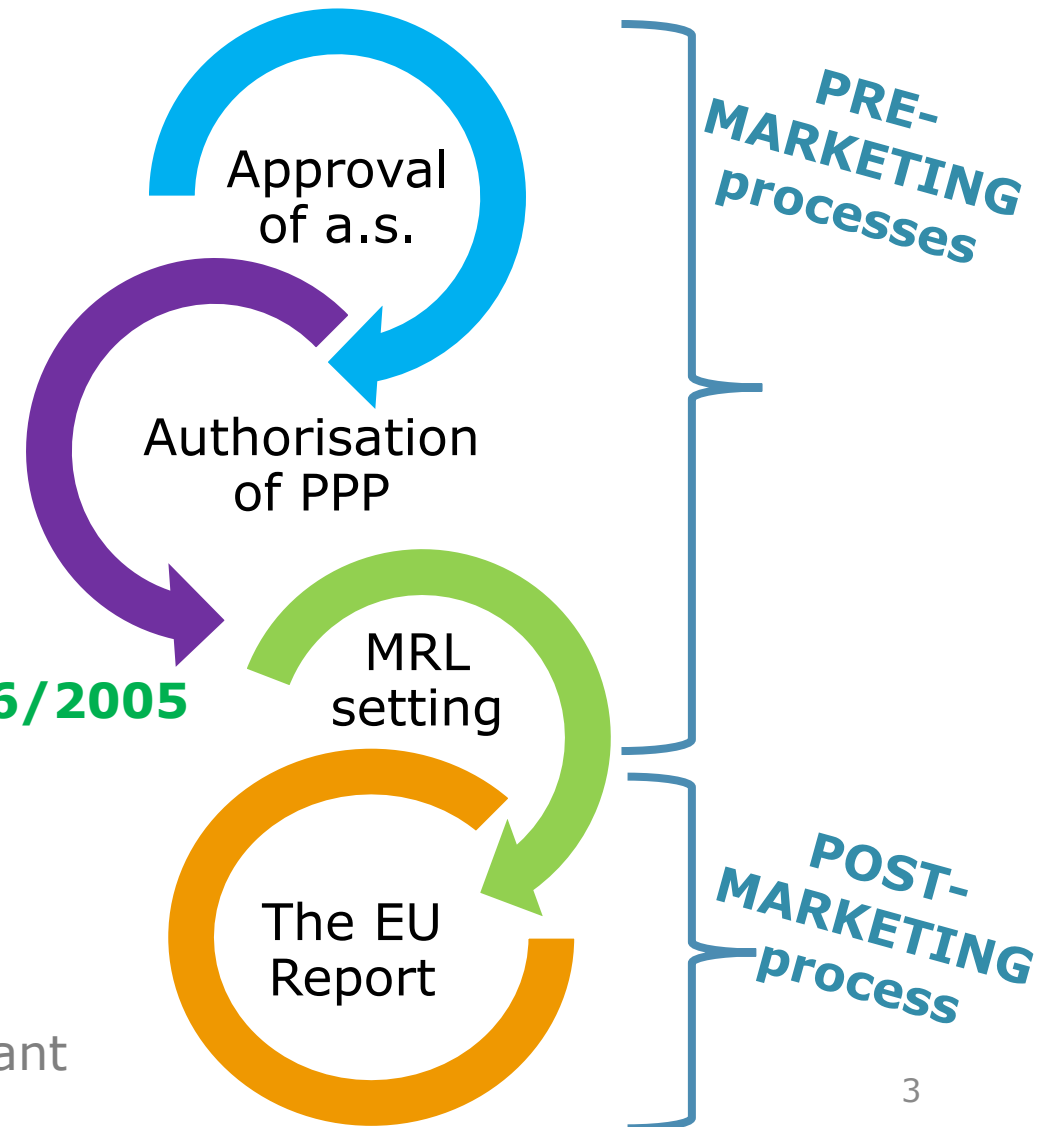 PRE-
MARKETING
processes
Approval
of a.s.
Authorisation
of PPP
MRL
setting
6/2005
The EU
Report
POST-
MARKETING
process
ant
3